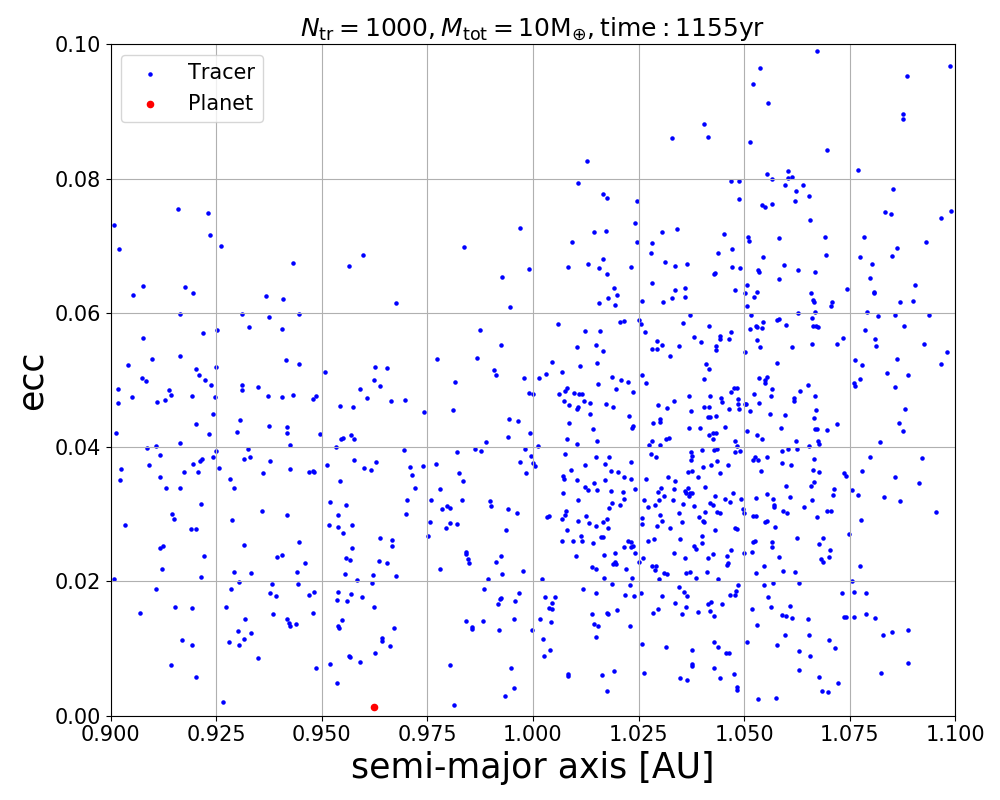 N_tr = 1000, M_tot = 10M_⊕, time : 1155yr
Tracer
Planet
ecc
0.10
0.08
0.06
0.04
0.02
0.00
0.900 0.925 0.950 0.975 1.000 1.025 1.050 1.075 1.100
semi-major axis [AU]